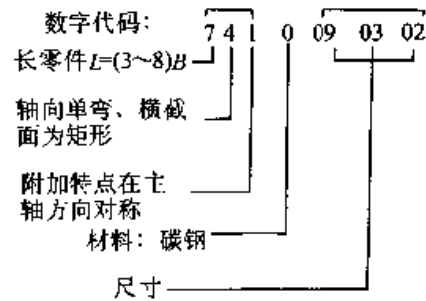 数字代码：
7 4 1 0 09 03 02
长零件L=(3～8)B
轴向单弯、横截
面为矩形
附加特点在主
轴方向对称
材料：碳钢
尺寸